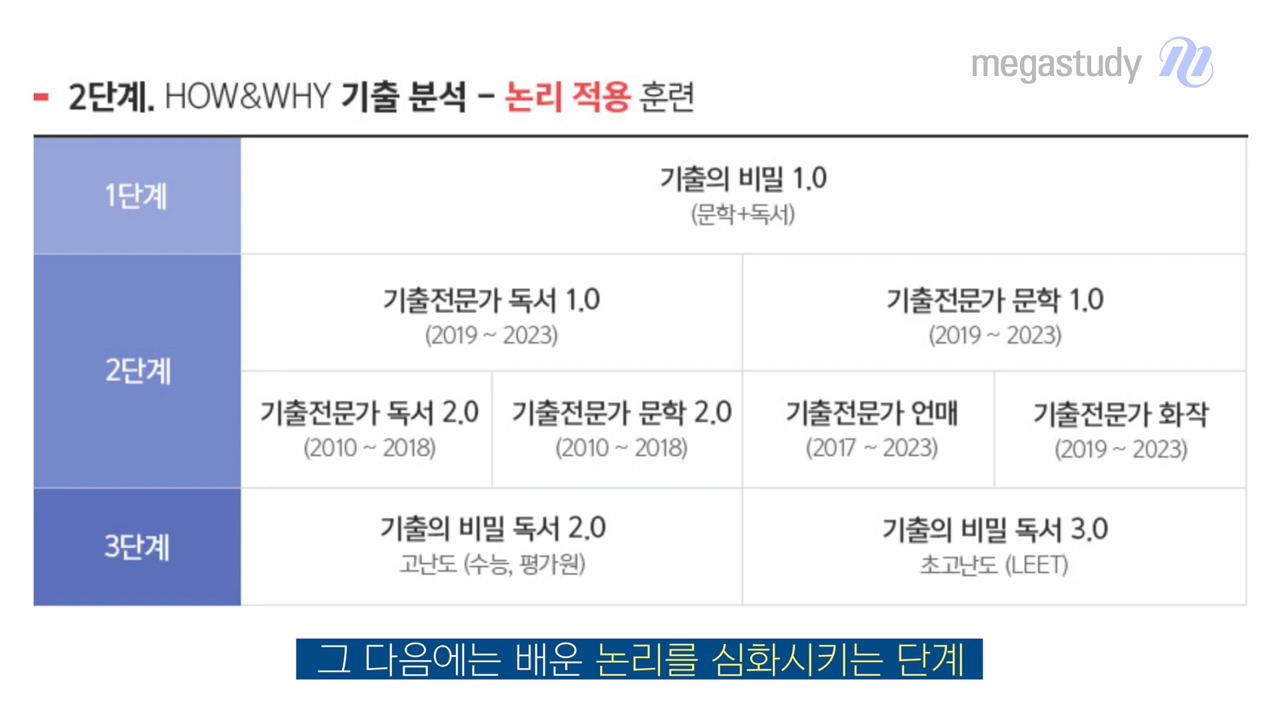 megastudy
2단계. HOW&WHY 기출 분석 – 논리 적용 훈련
1단계
기출의 비밀 1.0
(문학+독서)
2단계
기출전문가 독서 1.0
(2019 ~ 2023)
기출전문가 문학 1.0
(2019 ~ 2023)
기출전문가 독서 2.0
(2010 ~ 2018)
기출전문가 문학 2.0
(2010 ~ 2018)
기출전문가 언매
(2017 ~ 2023)
기출전문가 화작
(2019 ~ 2023)
3단계
기출의 비밀 독서 2.0
고난도 (수능, 평가원)
기출의 비밀 독서 3.0
초고난도 (LEET)
그 다음에는 배운 논리를 심화시키는 단계